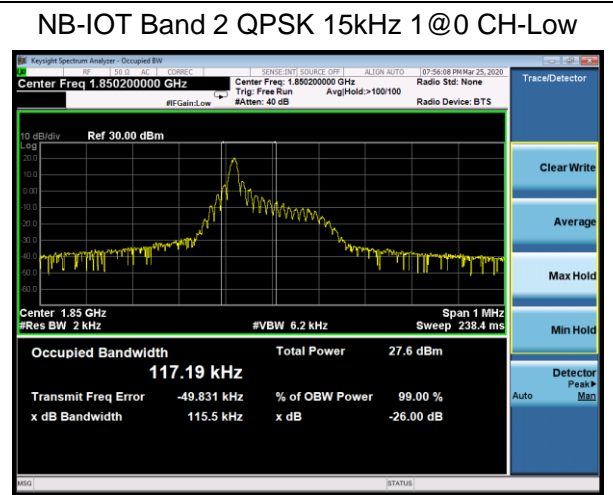 NB-IOT Band 2 QPSK 15kHz 1@0 CH-Low
Keysight Spectrum Analyzer - Occupied BW
RF 50 Ω AC CORREC SENSE:INT SOURCE OFF ALIGN AUTO 07:56:08 PM Mar 25, 2020
Center Freq 1.850200000 GHz
Center Freq: 1.850200000 GHz
Radio Std: None
Trig: Free Run Avg|Hold:>100/100
#IFGain:Low #Atten: 40 dB Radio Device: BTS
Trace/Detector
10 dB/div Ref 30.00 dBm
Log
20.0
10.0
0.00
-10.0
-20.0
-30.0
-40.0
-50.0
-60.0
Center 1.85 GHz Span 1 MHz
#Res BW 2 kHz #VBW 6.2 kHz Sweep 238.4 ms
Occupied Bandwidth Total Power 27.6 dBm
117.19 kHz
Transmit Freq Error -49.831 kHz % of OBW Power 99.00 %
x dB Bandwidth 115.5 kHz x dB -26.00 dB
Clear Write
Average
Max Hold
Min Hold
Detector
Peak▶
Auto Man
MSG STATUS